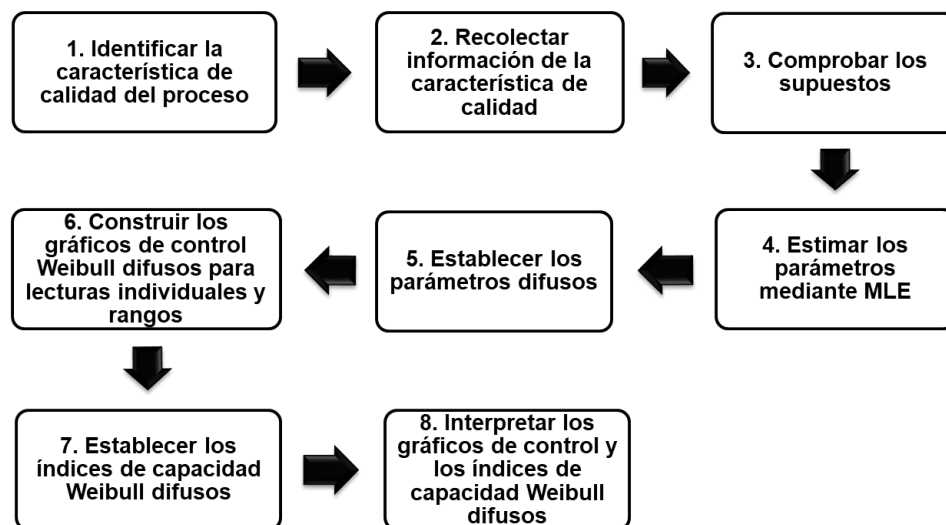 1. Identificar la
característica de
calidad del proceso
2. Recolectar
información de la
característica de
calidad
3. Comprobar los
supuestos
4. Estimar los
parámetros
mediante MLE
5. Establecer los
parámetros difusos
6. Construir los
gráficos de control
Weibull difusos para
lecturas individuales y
rangos
7. Establecer los
índices de capacidad
Weibull difusos
8. Interpretar los
gráficos de control y
los índices de
capacidad Weibull
difusos